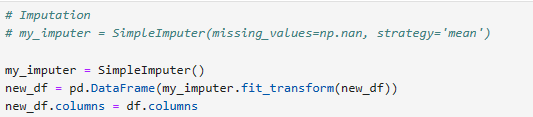 # Imputation
# my_imputer = SimpleImputer(missing_values=np.nan, strategy='mean')
my_imputer = SimpleImputer()
new_df = pd.DataFrame(my_imputer.fit_transform(new_df))
new_df.columns = df.columns